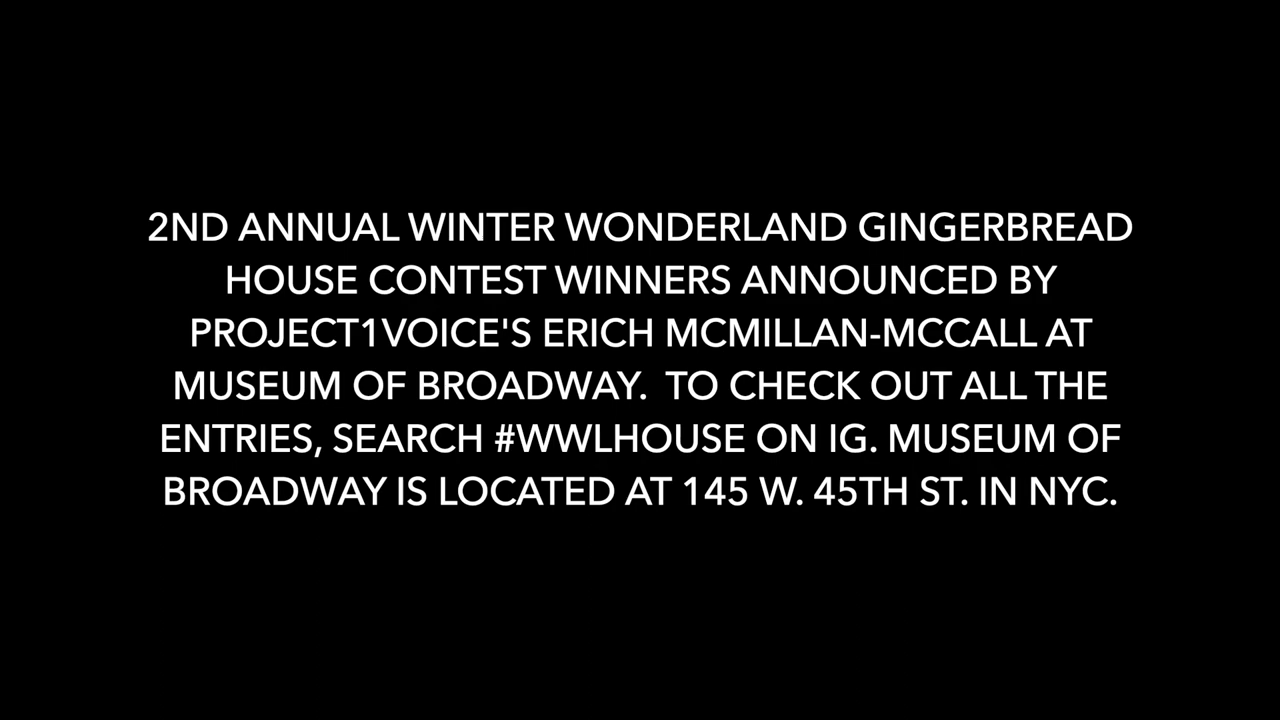 2ND ANNUAL WINTER WONDERLAND GINGERBREAD
HOUSE CONTEST WINNERS ANNOUNCED BY
PROJECT1VOICE'S ERICH MCMILLAN-MCCALL AT
MUSEUM OF BROADWAY.  TO CHECK OUT ALL THE
ENTRIES, SEARCH #WWLHOUSE ON IG. MUSEUM OF
BROADWAY IS LOCATED AT 145 W. 45TH ST. IN NYC.